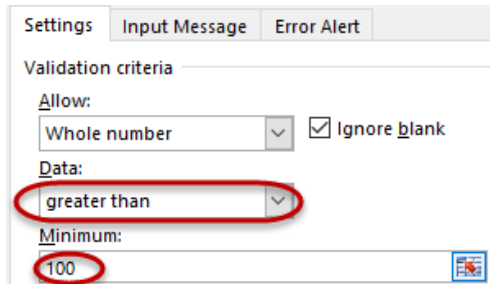 Settings Input Message Error Alert
Validation criteria
Allow:
Whole number Ignore blank
Data:
greater than
Minimum:
100